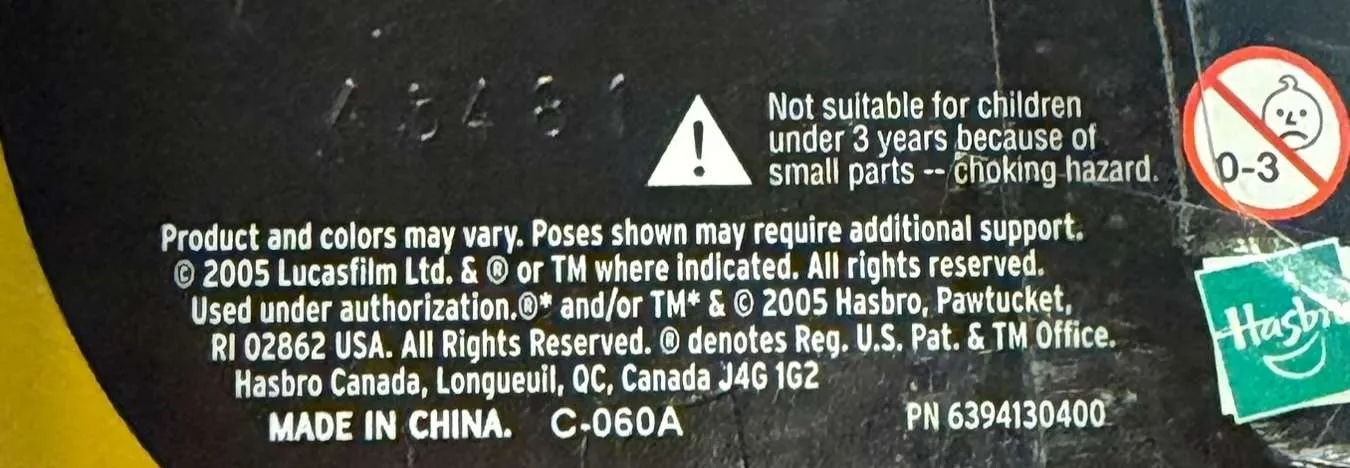 Not suitable for children
under 3 years because of
small parts -- choking hazard.
0-3
Product and colors may vary. Poses shown may require additional support.
© 2005 Lucasfilm Ltd. & ® or TM where indicated. All rights reserved.
Used under authorization.®* and/or TM* & © 2005 Hasbro, Pawtucket,
RI 02862 USA. All Rights Reserved. ® denotes Reg. U.S. Pat. & TM Office.
Hasbro Canada, Longueuil, QC, Canada J4G 1G2
MADE IN CHINA. C-060A PN 6394130400
Hasbro